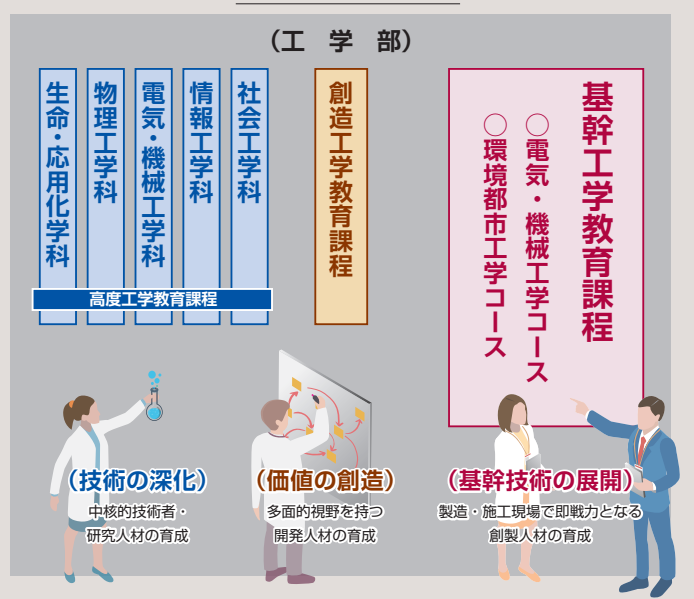 （工　学　部）
生命・応用化学科
物理工学科
電気・機械工学科
情報工学科
社会工学科
高度工学教育課程
創造工学教育課程
基幹工学教育課程
○電気・機械工学コース
○環境都市工学コース
（技術の深化）
中核的技術者・
研究人材の育成
（価値の創造）
多面的視野を持つ
開発人材の育成
（基幹技術の展開）
製造・施工現場で即戦力となる
創製人材の育成